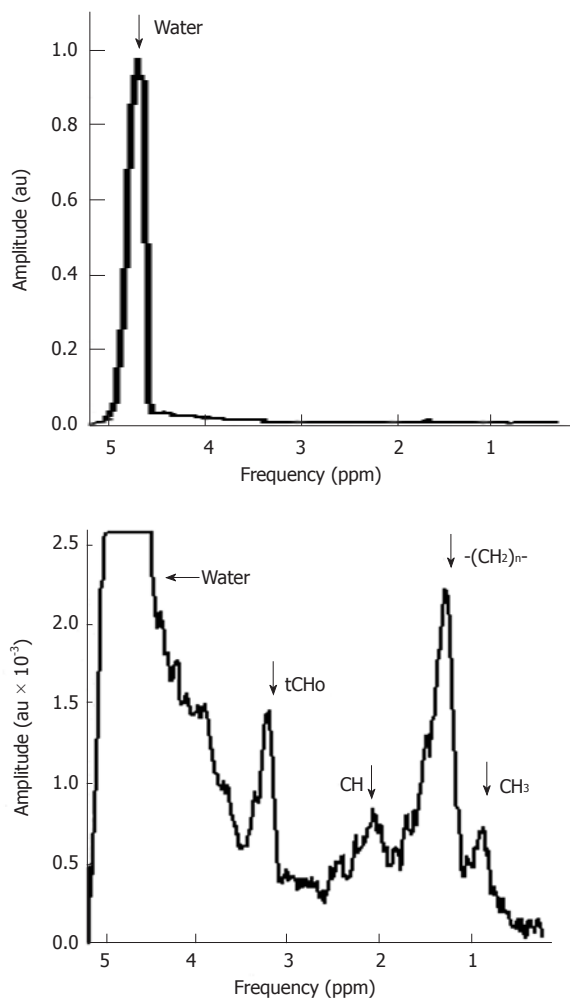 Water
Amplitude (au)
1.0
0.8
0.6
0.4
0.2
0.0
5 4 3 2 1
Frequency (ppm)
Amplitude (au × 10⁻³)
2.5
2.0
1.5
1.0
0.5
0.0
Water
tCHo
CH
-(CH₂)ₙ-
CH₃
5 4 3 2 1
Frequency (ppm)